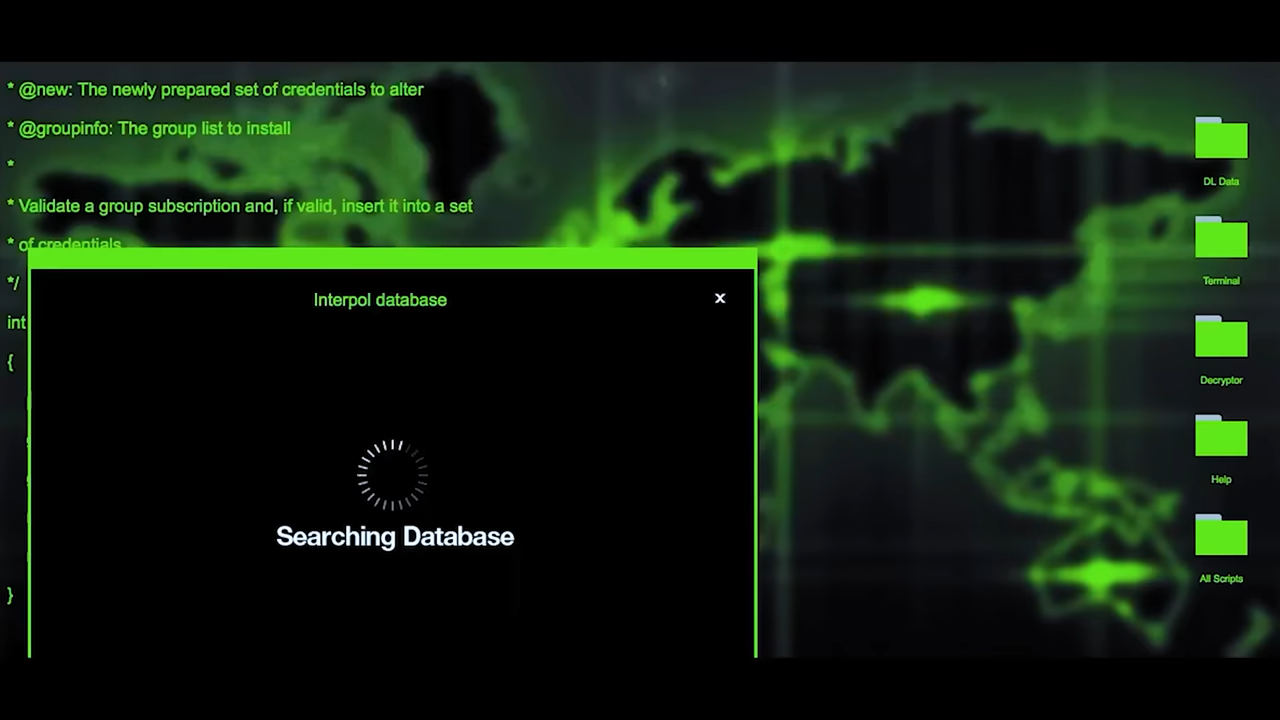 * @new: The newly prepared set of credentials to alter
* @groupinfo: The group list to install
*
* Validate a group subscription and, if valid, insert it into a set
* of credentials
*/
int
{
}
Interpol database
x
Searching Database
DL Data
Terminal
Decryptor
Help
All Scripts